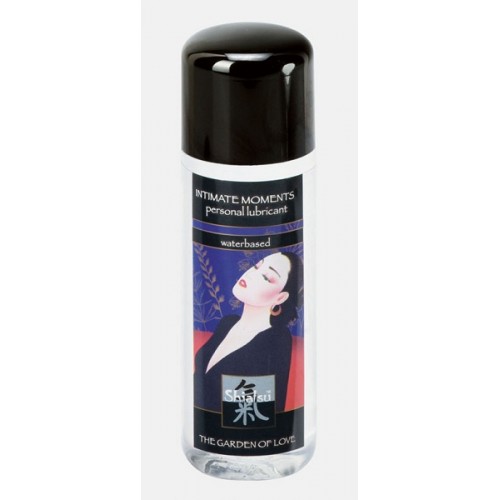 INTIMATE MOMENTS
personal lubricant
waterbased
Shiatsu
氣
THE GARDEN OF LOVE